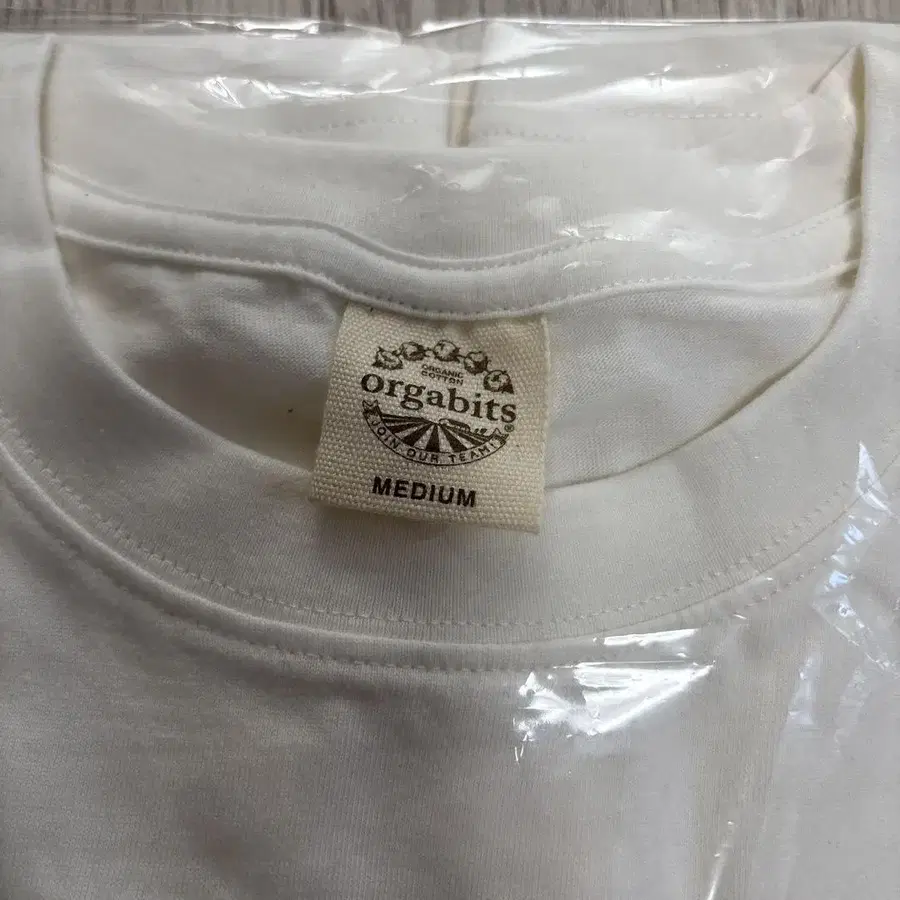 ORGANIC
COTTON
orgabits®
JOIN OUR TEAM!
MEDIUM